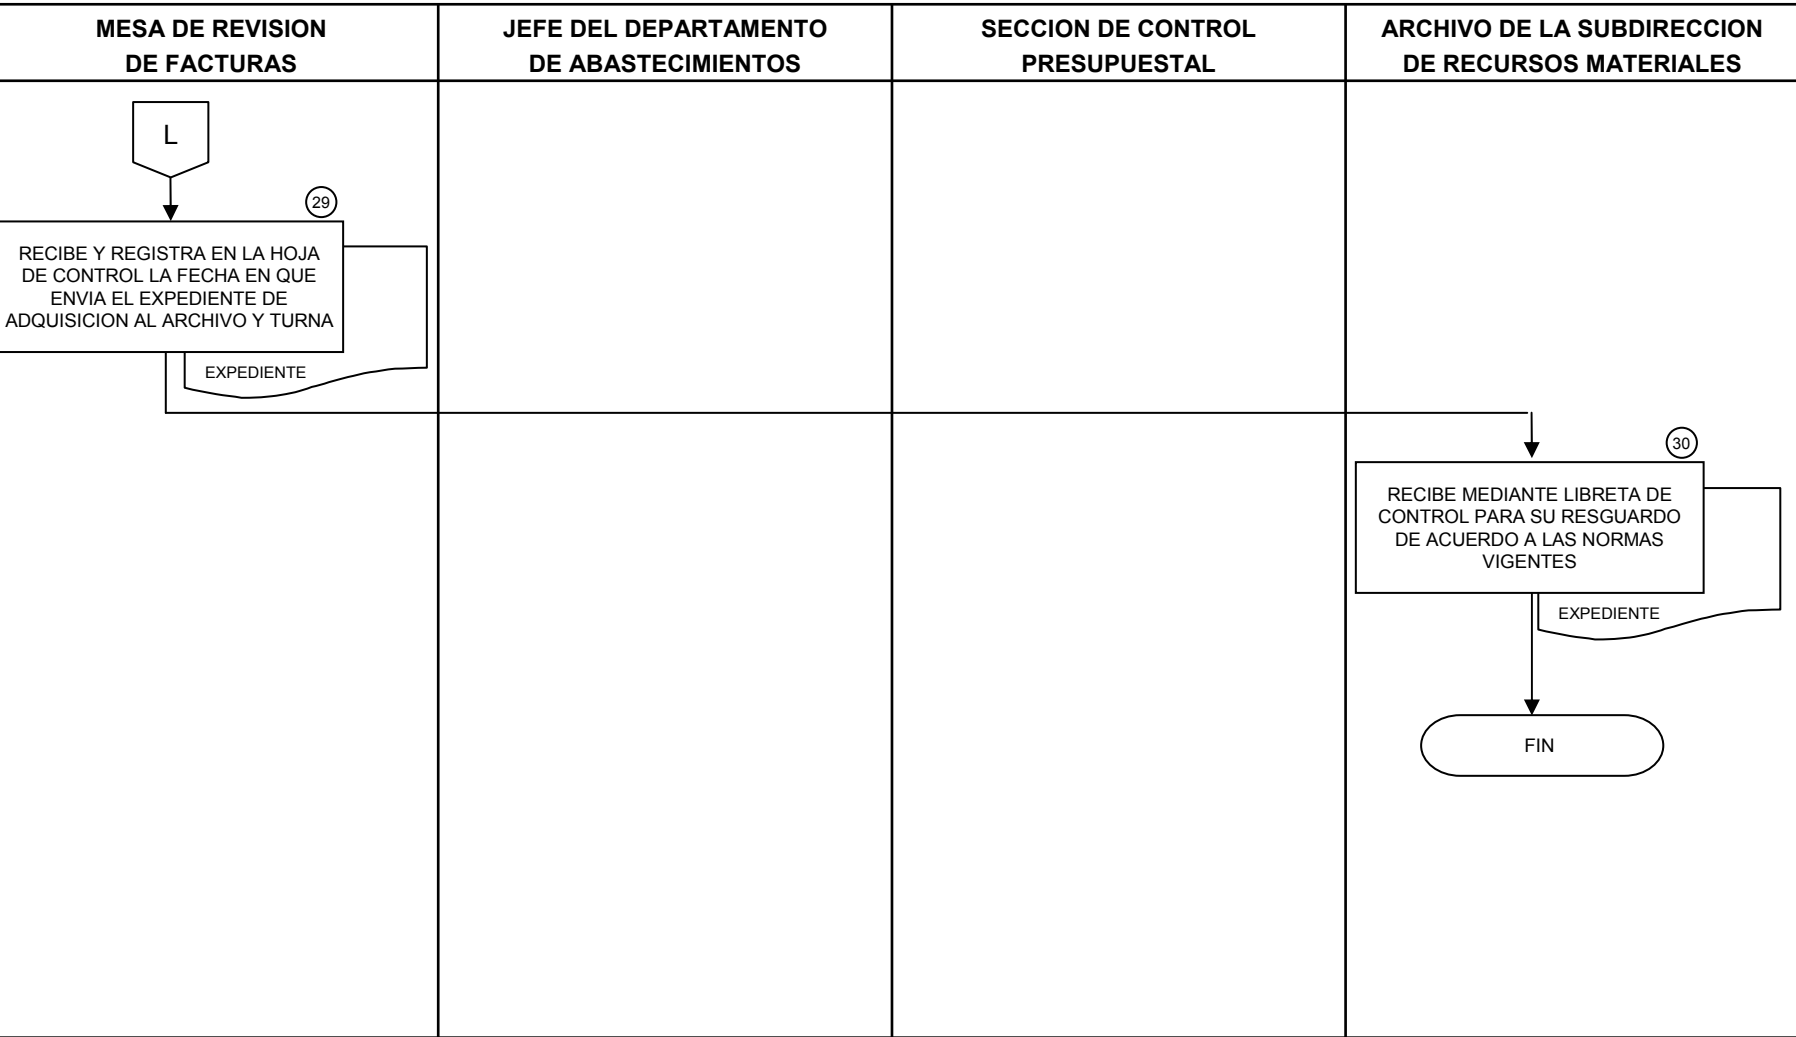 MESA DE REVISION
DE FACTURAS
JEFE DEL DEPARTAMENTO
DE ABASTECIMIENTOS
SECCION DE CONTROL
PRESUPUESTAL
ARCHIVO DE LA SUBDIRECCION
DE RECURSOS MATERIALES
L
29
RECIBE Y REGISTRA EN LA HOJA
DE CONTROL LA FECHA EN QUE
ENVIA EL EXPEDIENTE DE
ADQUISICION AL ARCHIVO Y TURNA
EXPEDIENTE
30
RECIBE MEDIANTE LIBRETA DE
CONTROL PARA SU RESGUARDO
DE ACUERDO A LAS NORMAS
VIGENTES
EXPEDIENTE
FIN